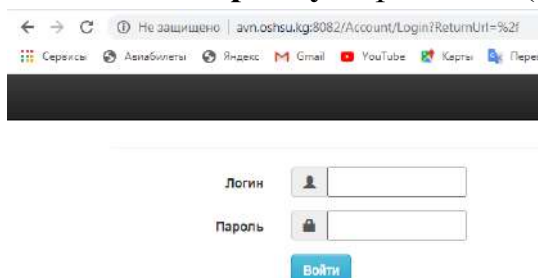 Не защищено | avn.oshsu.kg:8082/Account/Login?ReturnUrl=%2f
Сервисы Авиабилеты Яндекс Gmail YouTube Карты
Логин
Пароль
Войти